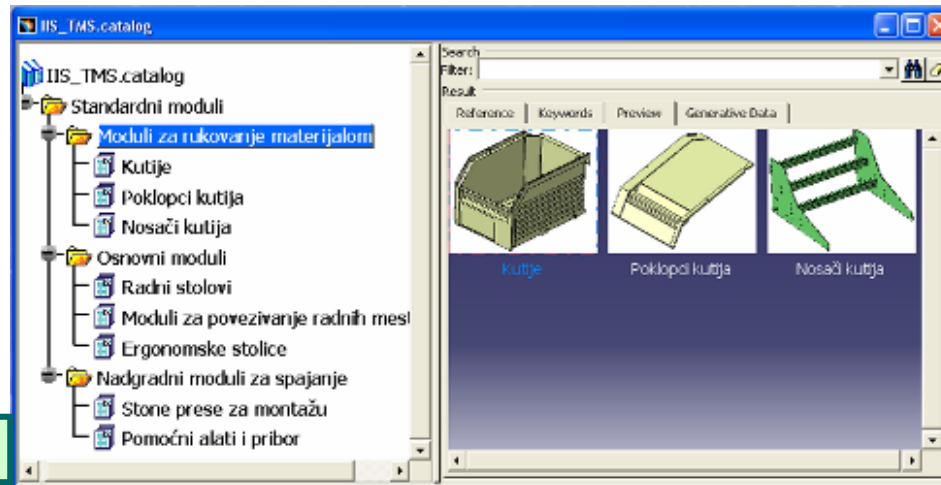 IIS_TMS.catalog
IIS_TMS.catalog
Standardni moduli
Moduli za rukovanje materijalom
Kutije
Poklopci kutija
Nosači kutija
Osnovni moduli
Radni stolovi
Moduli za povezivanje radnih mest
Ergonomske stolice
Nadgradni moduli za spajanje
Stone prese za montažu
Pomoćni alati i pribor
Search
Filter:
Result
Reference Keywords Preview Generative Data
Kutije Poklopci kutija Nosači kutija